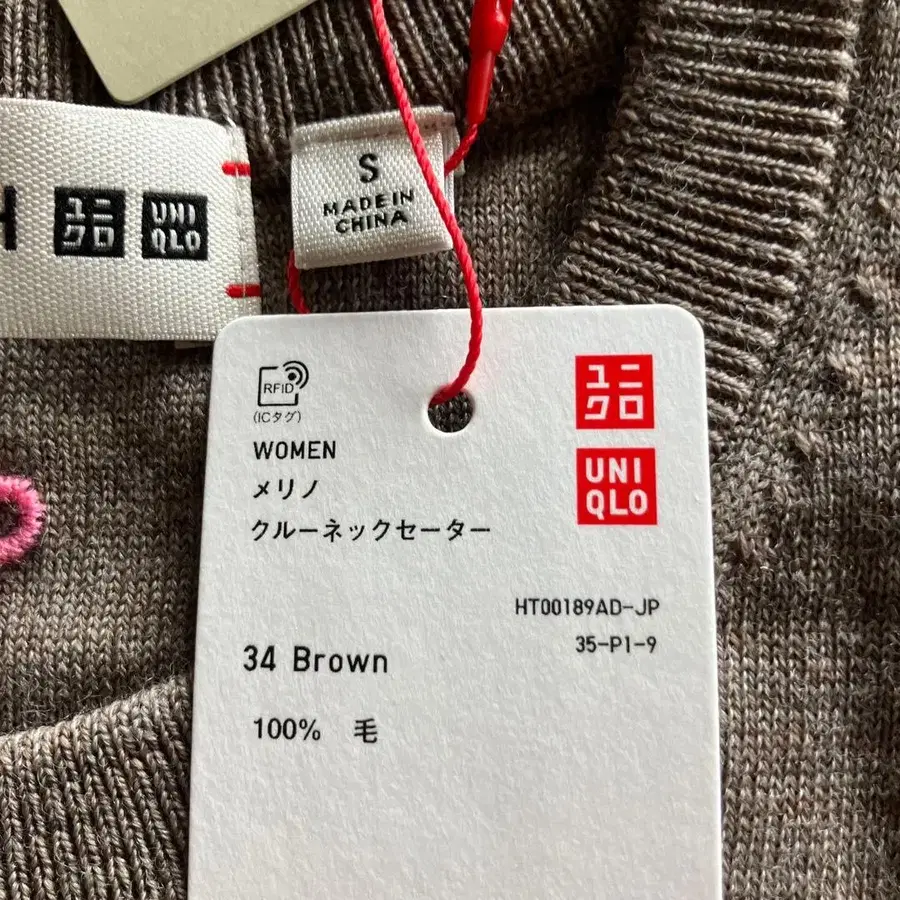 ユニ
クロ
UNI
QLO
S
MADE IN
CHINA
RFID
(ICタグ)
WOMEN
メリノ
クルーネックセーター
ユニ
クロ
UNI
QLO
HT00189AD-JP
35-P1-9
34 Brown
100% 毛